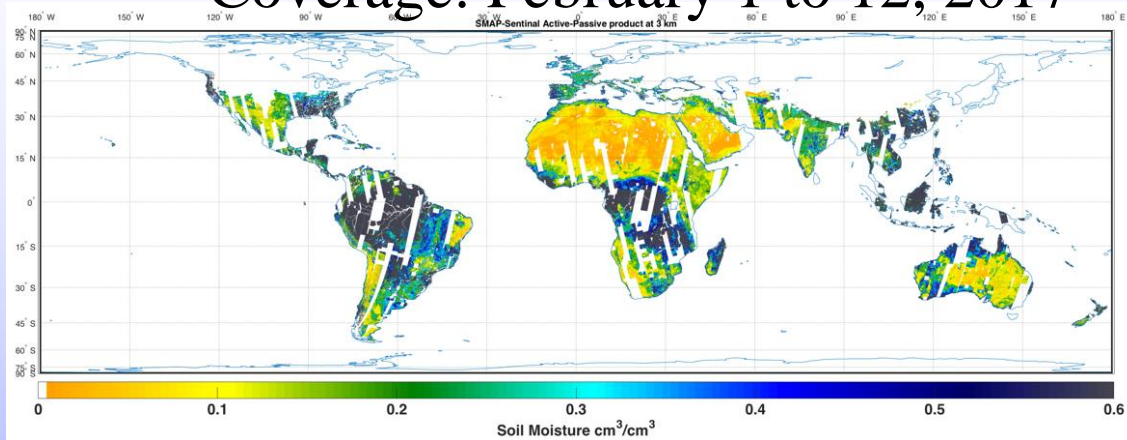 Coverage: February 1 to 12, 2017
180° W 150° W 120° W 90° W 60° W 30° W 0° 30° E 60° E 90° E 120° E 150° E 180° E
SMAP-Sentinal Active-Passive product at 3 km
90° N
75° N
60° N
45° N
30° N
15° N
0°
15° S
30° S
45° S
60° S
75° S
90° S
0 0.1 0.2 0.3 0.4 0.5 0.6
Soil Moisture cm³/cm³